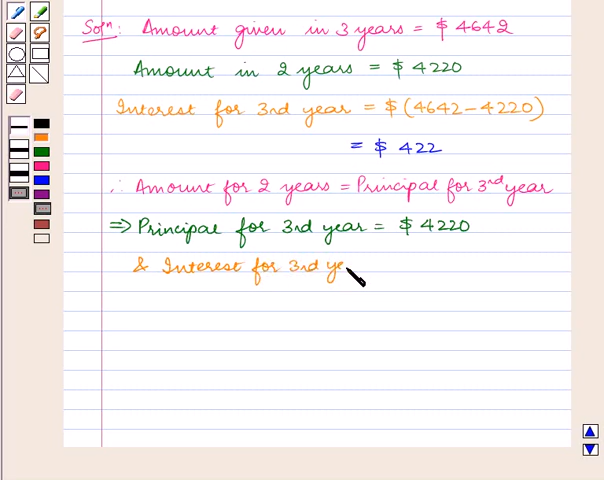 Soln: Amount given in 3 years = $ 4642
Amount in 2 years = $ 4220
Interest for 3rd year = $ (4642 - 4220)
= $ 422
∴ Amount for 2 years = Principal for 3rd year
⇒ Principal for 3rd year = $ 4220
& Interest for 3rd ye